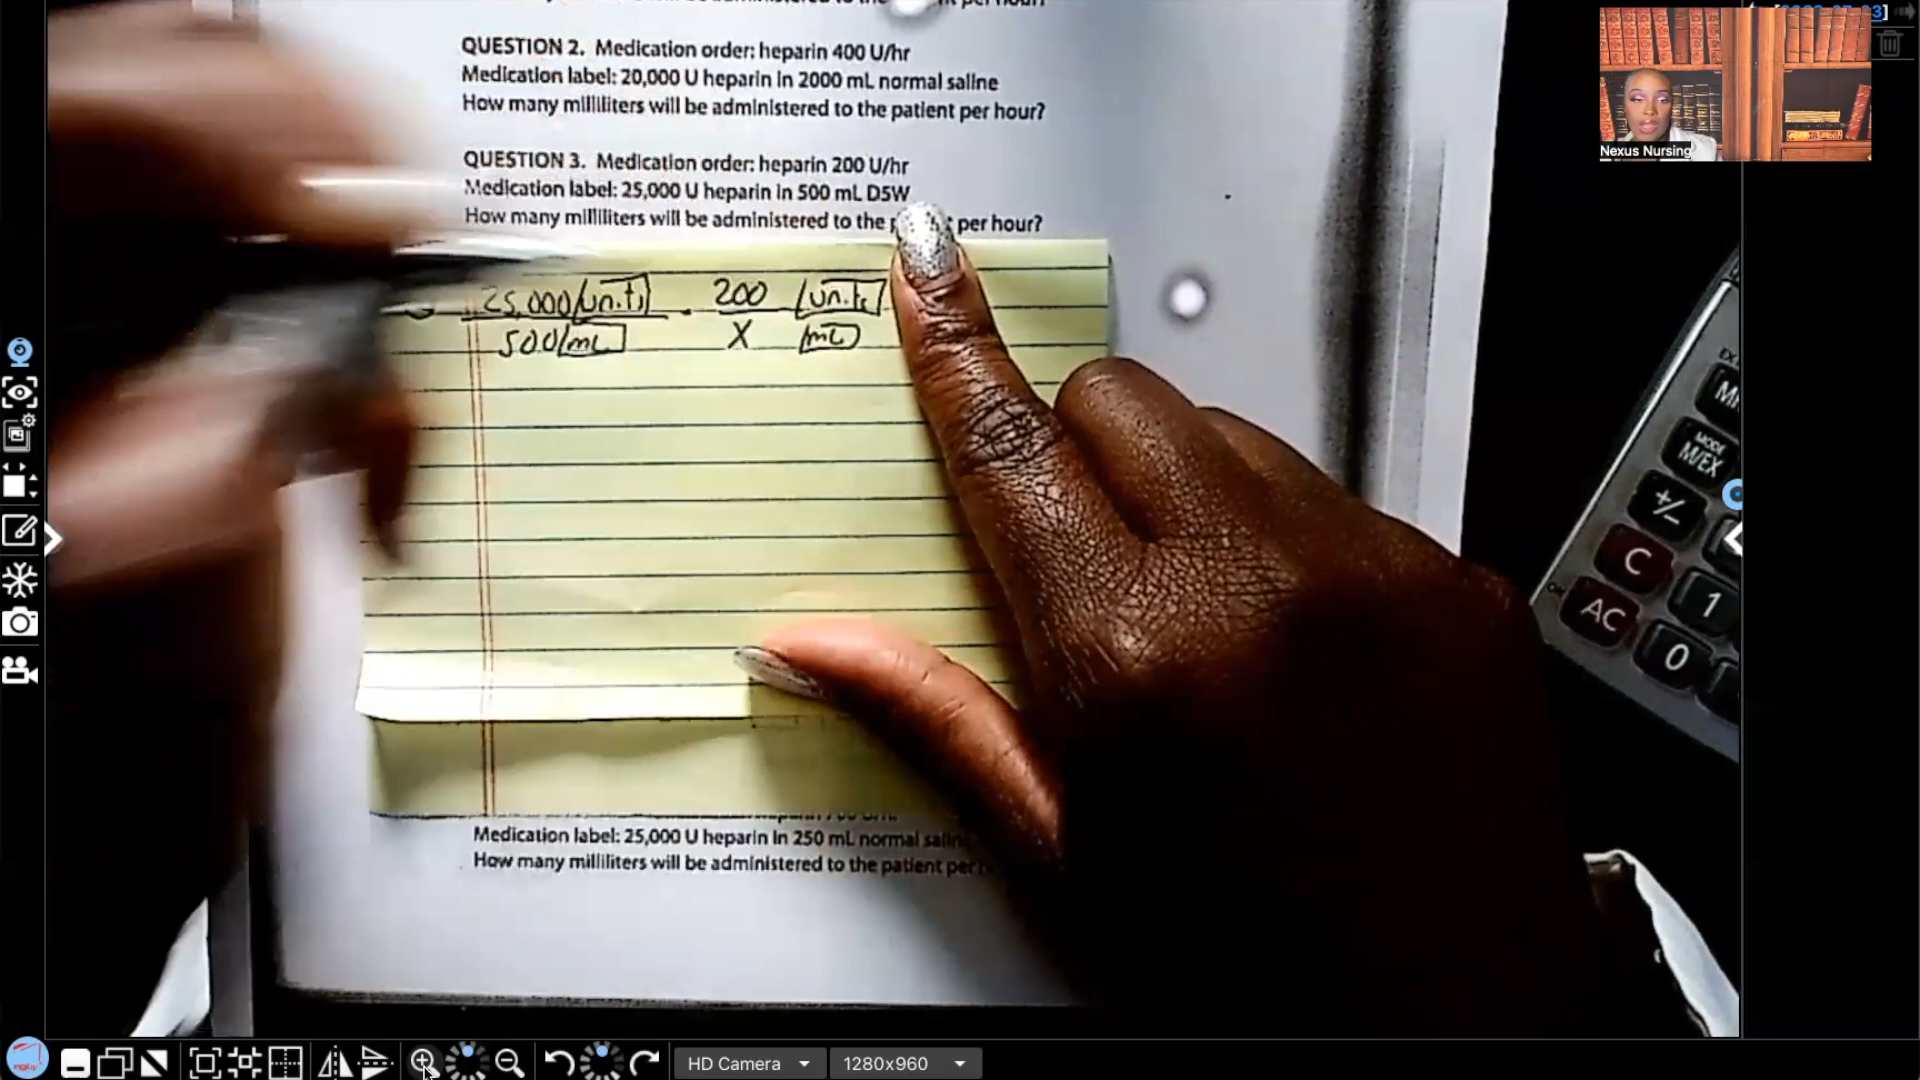 QUESTION 2. Medication order: heparin 400 U/hr
Medication label: 20,000 U heparin in 2000 mL normal saline
How many milliliters will be administered to the patient per hour?
QUESTION 3. Medication order: heparin 200 U/hr
Medication label: 25,000 U heparin in 500 mL D5W
How many milliliters will be administered to the per hour?
25,000 units 200 units
500 mL X mL
Medication label: 25,000 U heparin in 250 mL normal
How many milliliters will be administered to the patient
Nexus Nursing
EX
MODE
M/EX
+/-
C
AC
1
0
HD Camera
1280x960